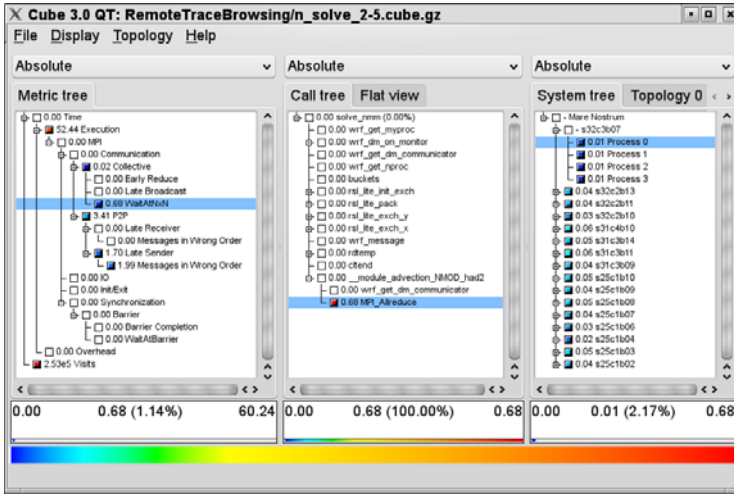 Cube 3.0 QT: RemoteTraceBrowsing/n_solve_2-5.cube.gz
File Display Topology Help
Absolute
Metric tree
0.00 Time
52.44 Execution
0.00 MPI
0.00 Communication
0.02 Collective
0.00 Early Reduce
0.00 Late Broadcast
0.68 WaitAtNxN
3.41 P2P
0.00 Late Receiver
0.00 Messages in Wrong Order
1.70 Late Sender
1.99 Messages in Wrong Order
0.00 IO
0.00 Init/Exit
0.00 Synchronization
0.00 Barrier
0.00 Barrier Completion
0.00 WaitAtBarrier
0.00 Overhead
2.53e5 Visits
0.00 0.68 (1.14%) 60.24
Absolute
Call tree Flat view
0.00 solve_nmm (0.00%)
0.00 wrf_get_myproc
0.00 wrf_dm_on_monitor
0.00 wrf_get_dm_communicator
0.00 wrf_get_nproc
0.00 buckets
0.00 rsl_lite_init_exch
0.00 rsl_lite_pack
0.00 rsl_lite_exch_y
0.00 rsl_lite_exch_x
0.00 wrf_message
0.00 rdtemp
0.00 cltend
0.00 __module_advection_NMOD_had2
0.00 wrf_get_dm_communicator
0.68 MPI_Allreduce
0.00 0.68 (100.00%) 0.68
Absolute
System tree Topology 0
- Mare Nostrum
- s32c3b07
0.01 Process 0
0.01 Process 1
0.01 Process 2
0.01 Process 3
0.04 s32c2b13
0.04 s32c2b11
0.03 s32c2b10
0.06 s31c4b10
0.05 s31c3b14
0.06 s31c3b11
0.04 s31c3b09
0.05 s25c1b10
0.04 s25c1b09
0.05 s25c1b08
0.04 s25c1b07
0.03 s25c1b06
0.02 s25c1b04
0.05 s25c1b03
0.04 s25c1b02
0.00 0.01 (2.17%) 0.68